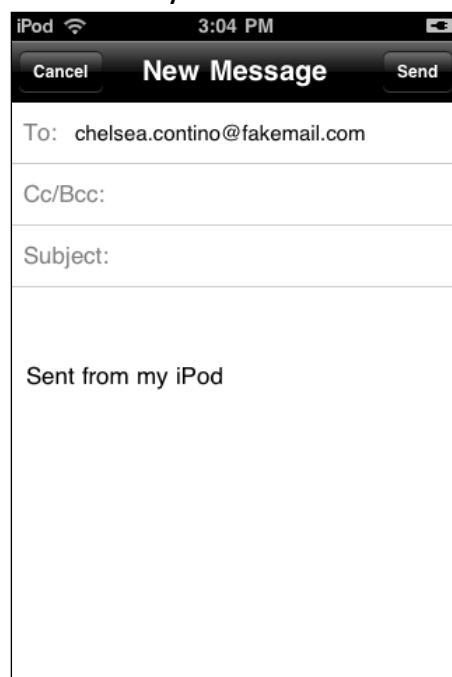 iPod 3:04 PM
Cancel New Message Send
To: chelsea.contino@fakemail.com
Cc/Bcc:
Subject:
Sent from my iPod